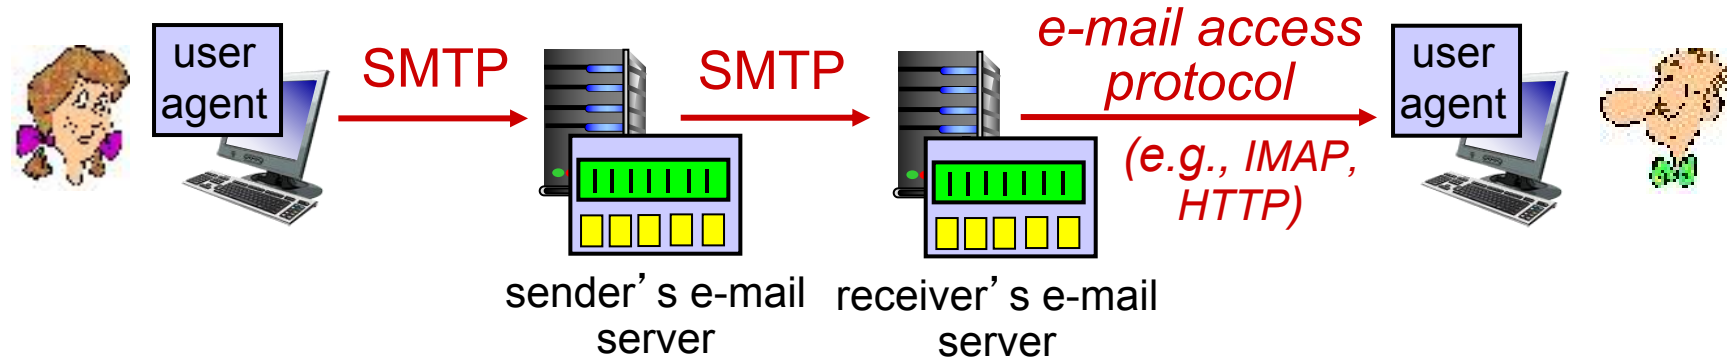 user
agent
SMTP
SMTP
e-mail access
protocol
(e.g., IMAP,
HTTP)
user
agent
sender’s e-mail
server
receiver’s e-mail
server